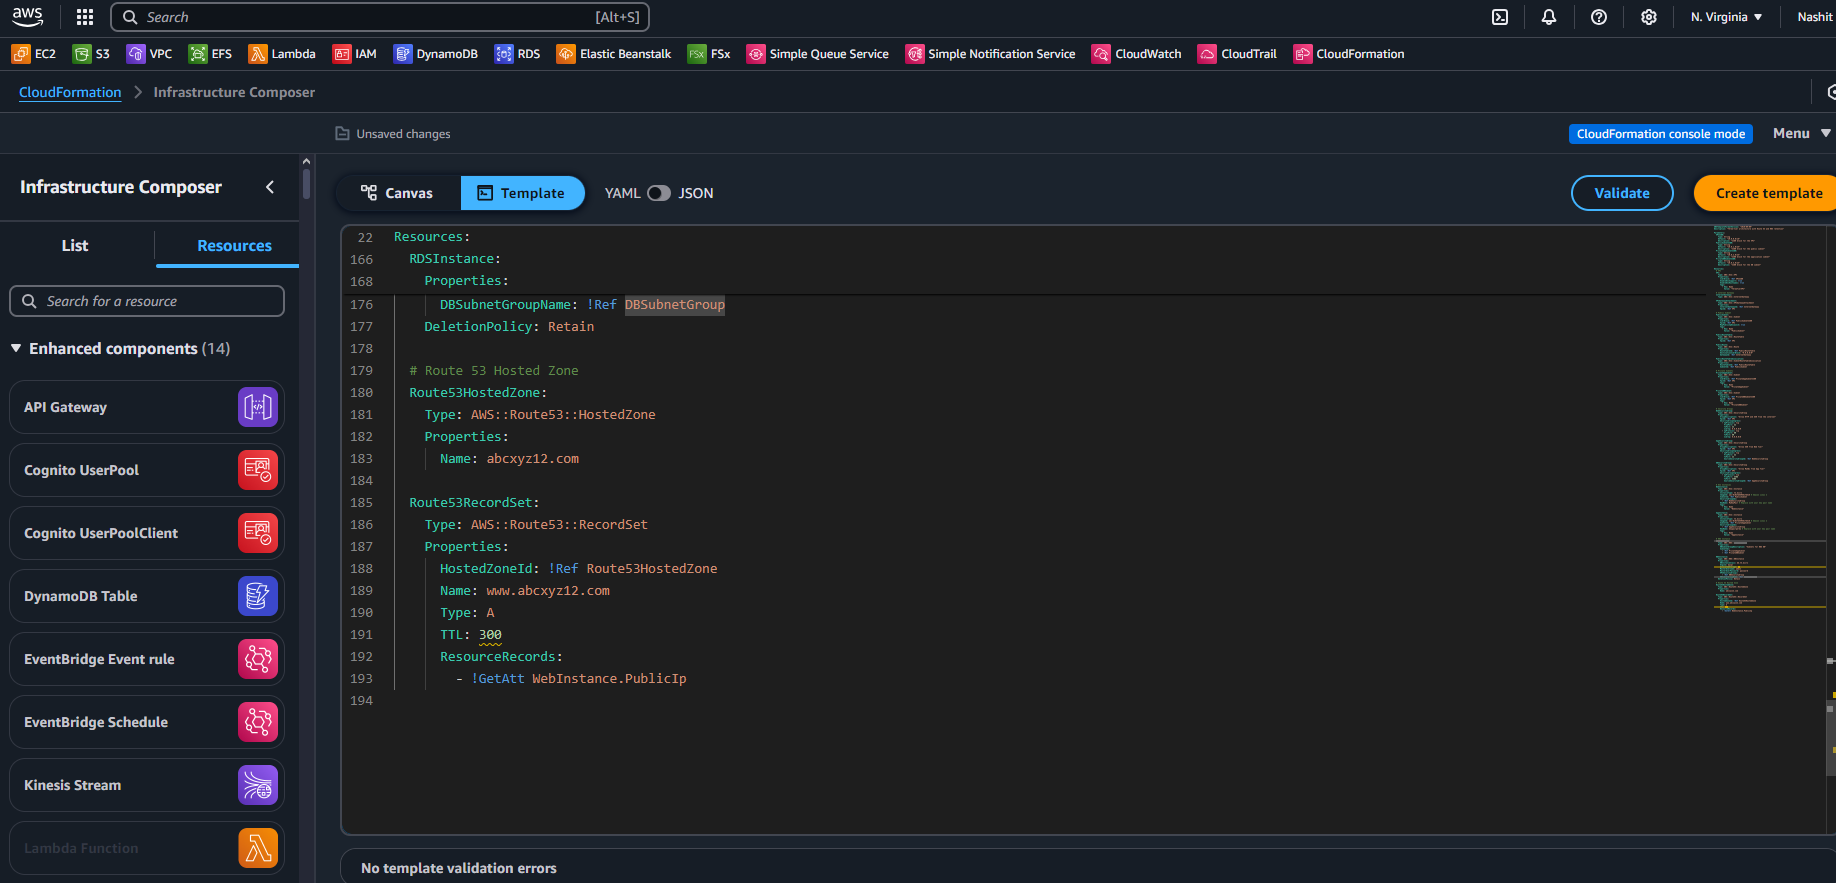 aws
Search [Alt+S]
N. Virginia
Nashit
EC2 S3 VPC EFS Lambda IAM DynamoDB RDS Elastic Beanstalk FSx Simple Queue Service Simple Notification Service CloudWatch CloudTrail CloudFormation
CloudFormation > Infrastructure Composer
Unsaved changes
CloudFormation console mode
Menu
Infrastructure Composer
Canvas
Template
YAML
JSON
Validate
Create template
List
Resources
Search for a resource
Enhanced components (14)
API Gateway
Cognito UserPool
Cognito UserPoolClient
DynamoDB Table
EventBridge Event rule
EventBridge Schedule
Kinesis Stream
Lambda Function
22 Resources:
166 RDSInstance:
168 Properties:
176 DBSubnetGroupName: !Ref DBSubnetGroup
177 DeletionPolicy: Retain
178
179 # Route 53 Hosted Zone
180 Route53HostedZone:
181 Type: AWS::Route53::HostedZone
182 Properties:
183 Name: abcxyz12.com
184
185 Route53RecordSet:
186 Type: AWS::Route53::RecordSet
187 Properties:
188 HostedZoneId: !Ref Route53HostedZone
189 Name: www.abcxyz12.com
190 Type: A
191 TTL: 300
192 ResourceRecords:
193 - !GetAtt WebInstance.PublicIp
194
No template validation errors